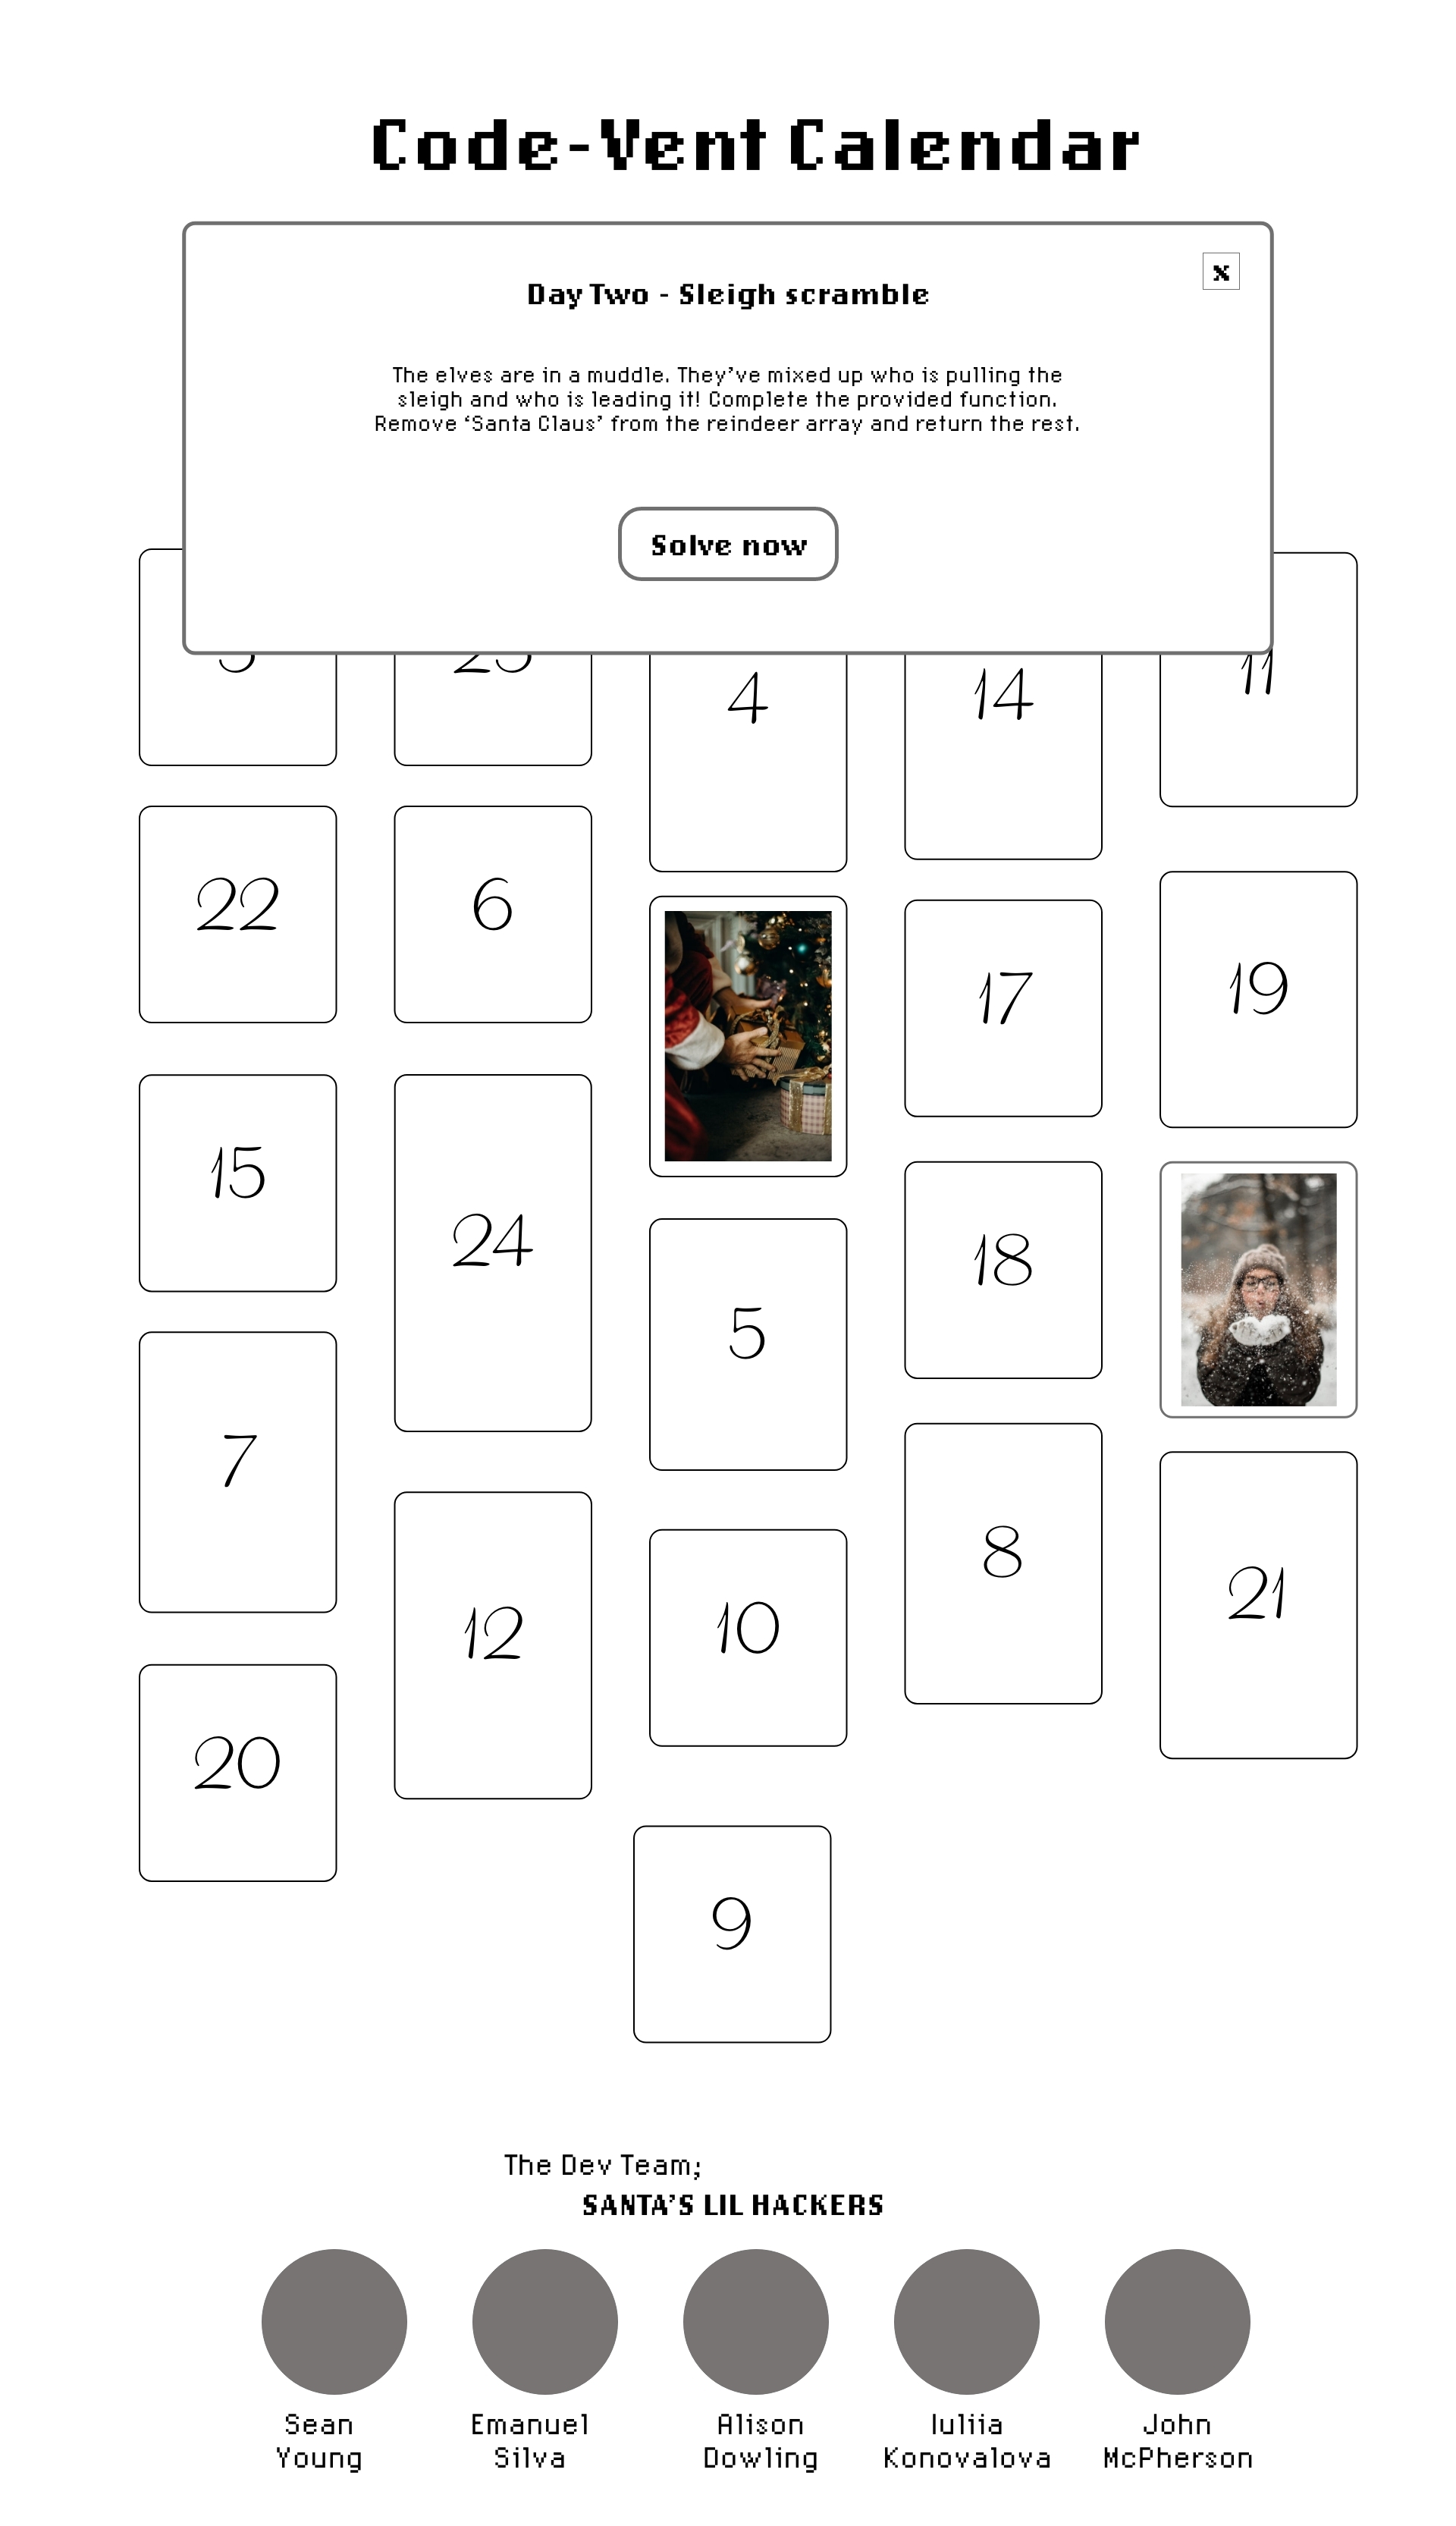 Code-Vent Calendar
x
Day Two - Sleigh scramble
The elves are in a muddle. They’ve mixed up who is pulling the
sleigh and who is leading it! Complete the provided function.
Remove ‘Santa Claus’ from the reindeer array and return the rest.
Solve now
4
14
11
22
6
17
19
15
24
5
18
7
12
10
8
21
20
9
The Dev Team;
SANTA’S LIL HACKERS
Sean
Young
Emanuel
Silva
Alison
Dowling
Iuliia
Konovalova
John
McPherson